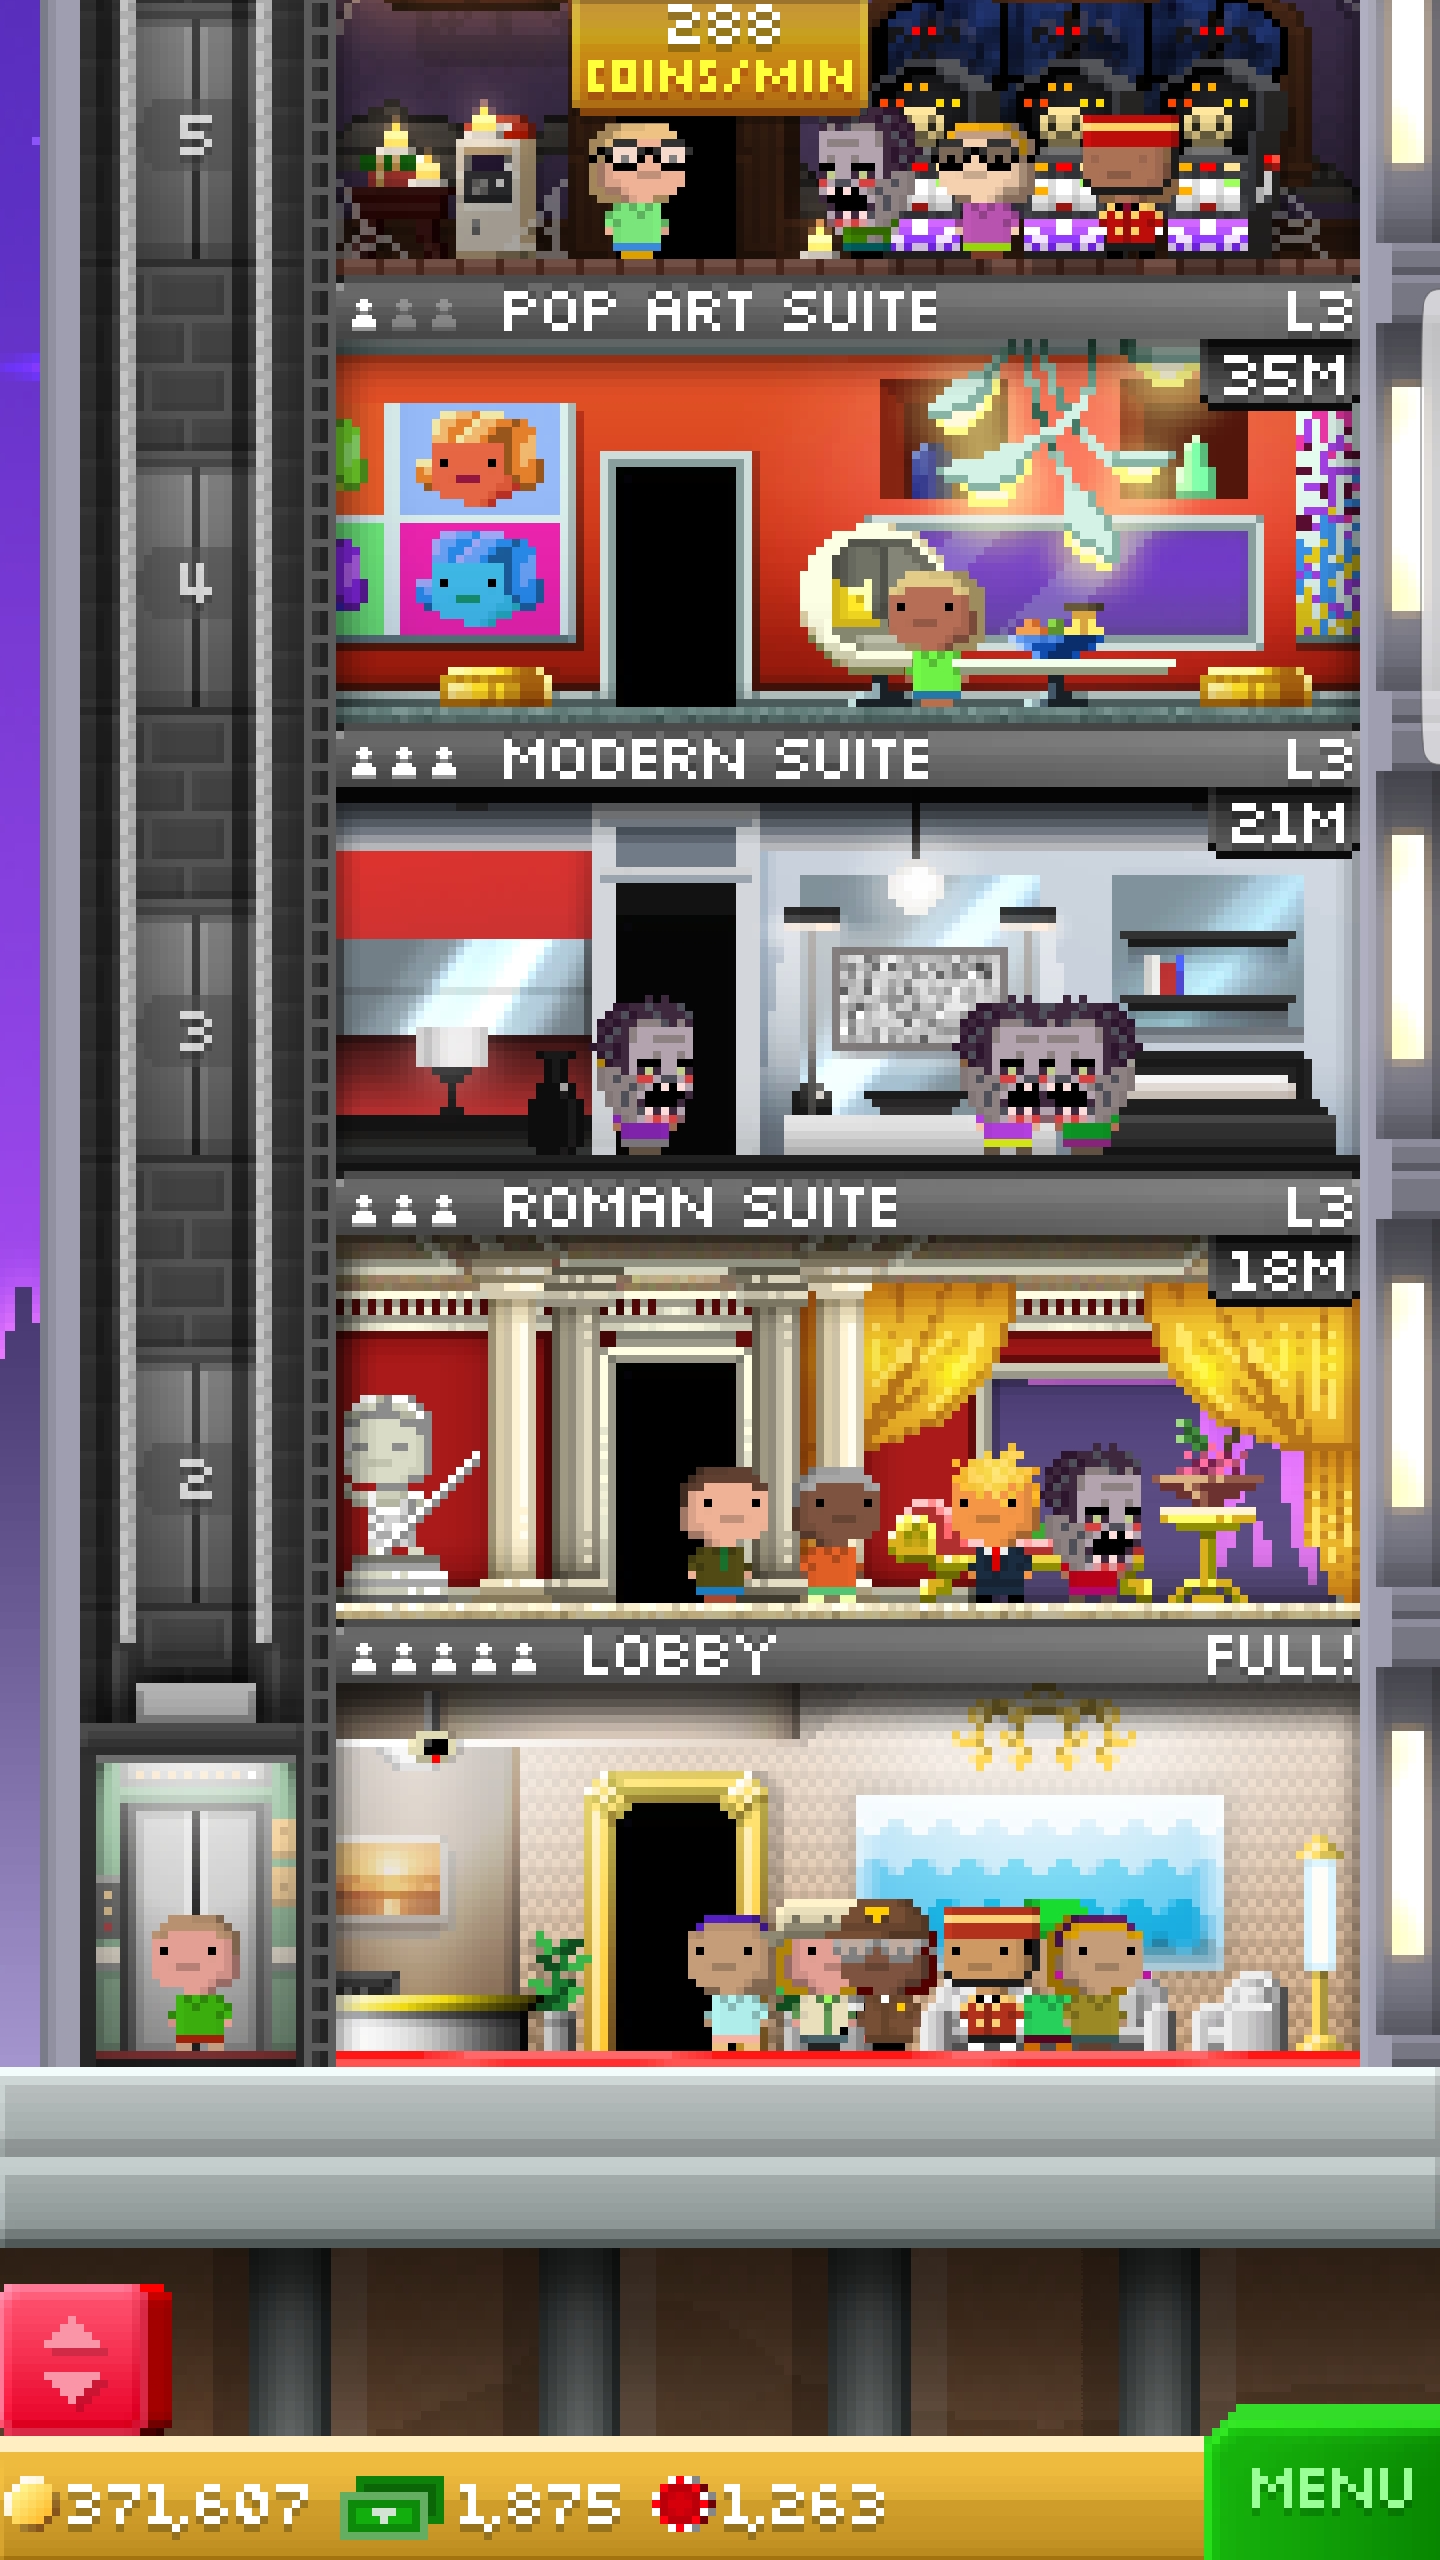 288
COINS/MIN
5
POP ART SUITE L3
35M
4
MODERN SUITE L3
21M
3
ROMAN SUITE L3
18M
2
LOBBY FULL!
371,607 1,875 1,263
MENU